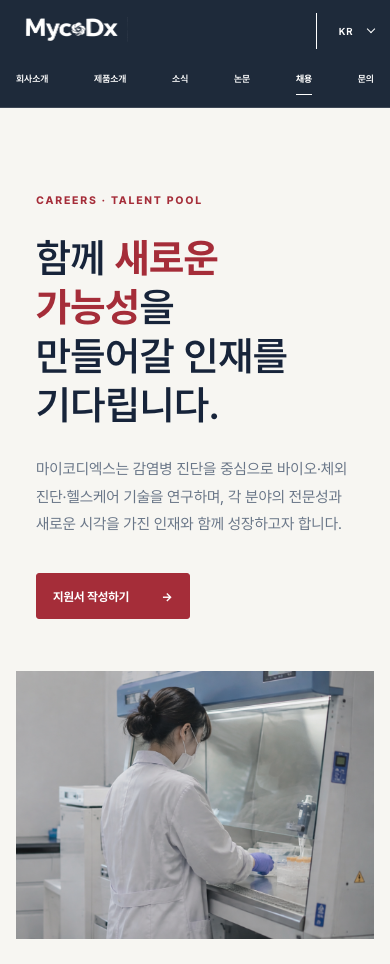 MycoDx
KR
회사소개 제품소개 소식 논문 채용 문의
CAREERS · TALENT POOL
함께 새로운
가능성을
만들어갈 인재를
기다립니다.
마이코디엑스는 감염병 진단을 중심으로 바이오·체외
진단·헬스케어 기술을 연구하며, 각 분야의 전문성과
새로운 시각을 가진 인재와 함께 성장하고자 합니다.
지원서 작성하기 →